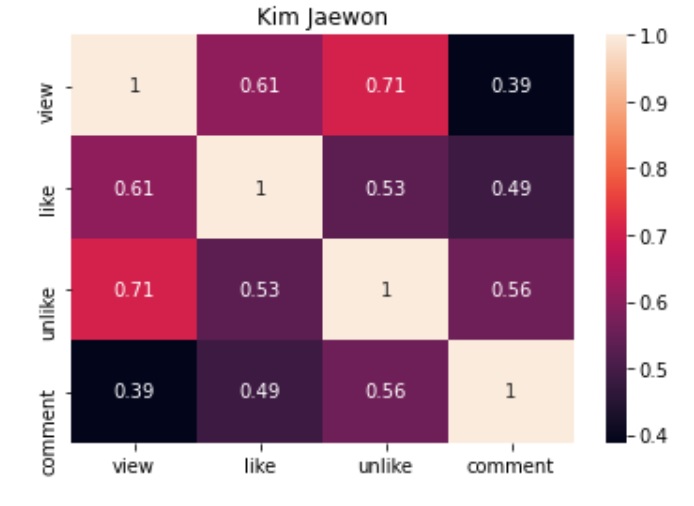 Kim Jaewon
view 1 0.61 0.71 0.39
like 0.61 1 0.53 0.49
unlike 0.71 0.53 1 0.56
comment 0.39 0.49 0.56 1
view like unlike comment
1.0
0.9
0.8
0.7
0.6
0.5
0.4